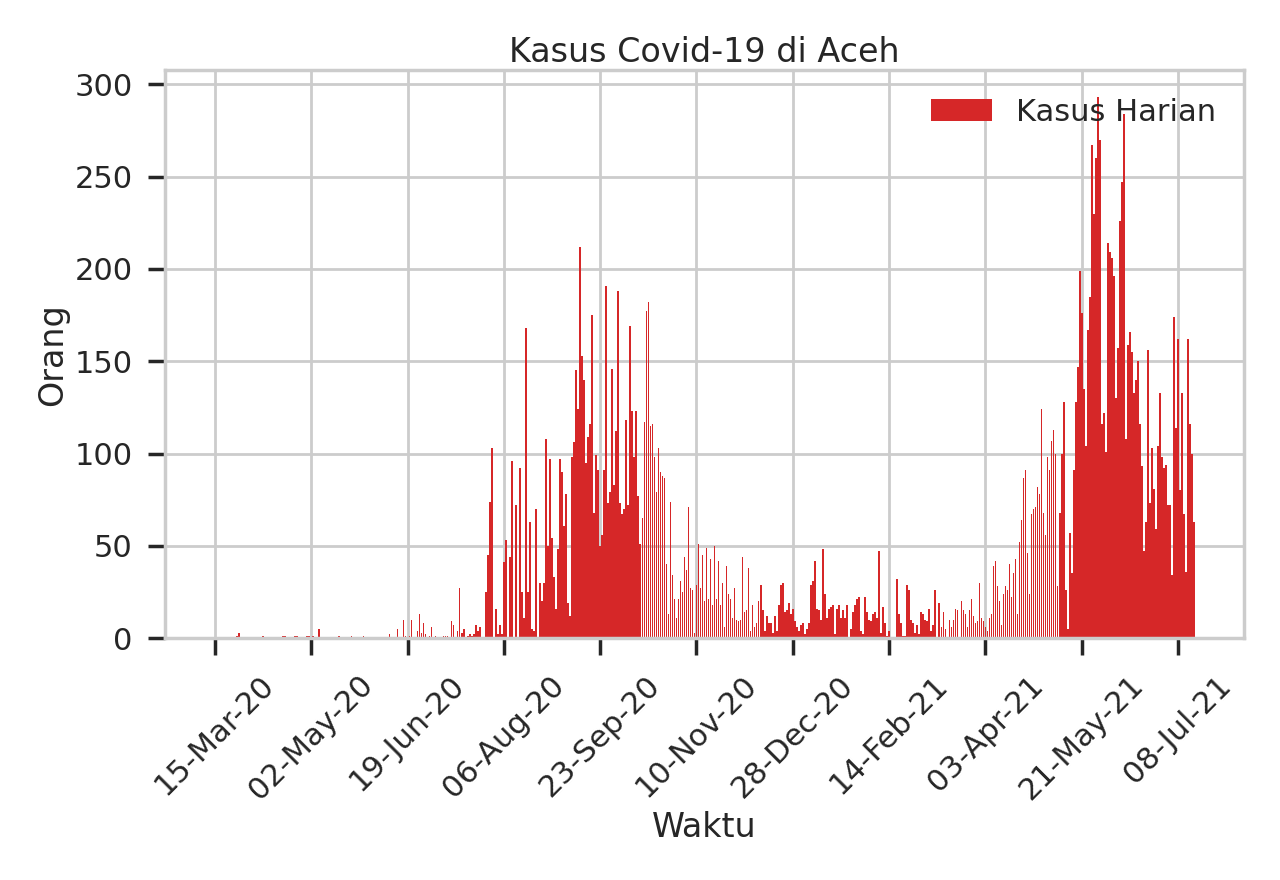 Kasus Covid-19 di Aceh
Kasus Harian
Orang
300
250
200
150
100
50
0
15-Mar-20
02-May-20
19-Jun-20
06-Aug-20
23-Sep-20
10-Nov-20
28-Dec-20
14-Feb-21
03-Apr-21
21-May-21
08-Jul-21
Waktu